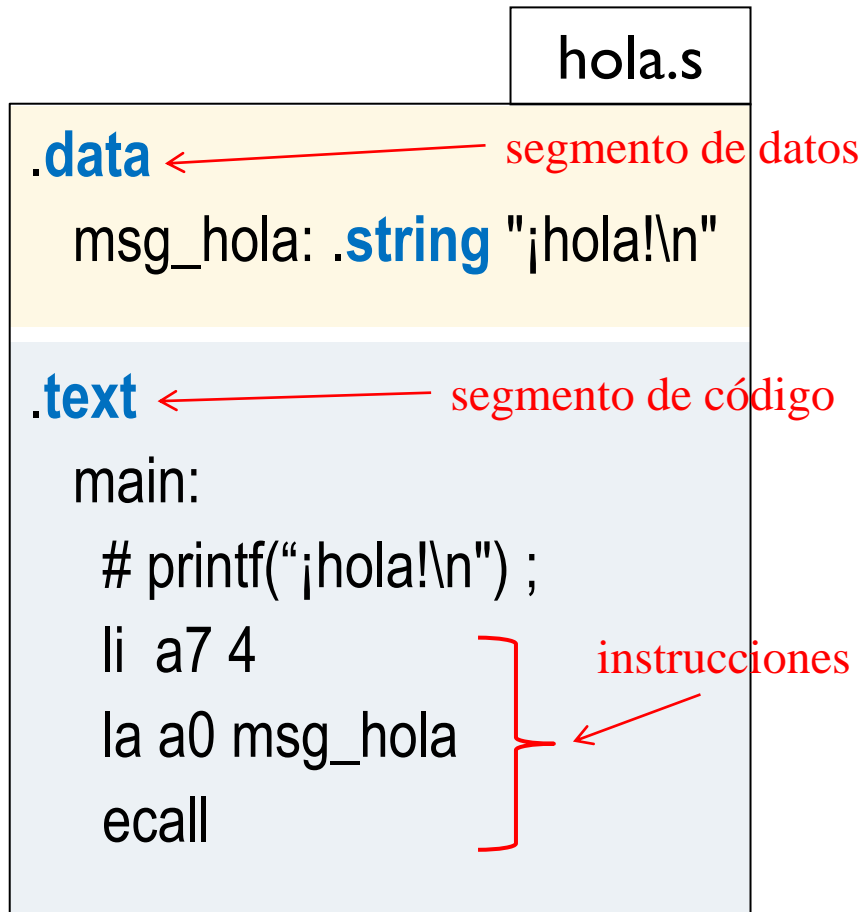 hola.s
.data
segmento de datos
msg_hola: .string "¡hola!\n"
.text
segmento de código
main:
# printf(“¡hola!\n") ;
li a7 4
instrucciones
la a0 msg_hola
ecall